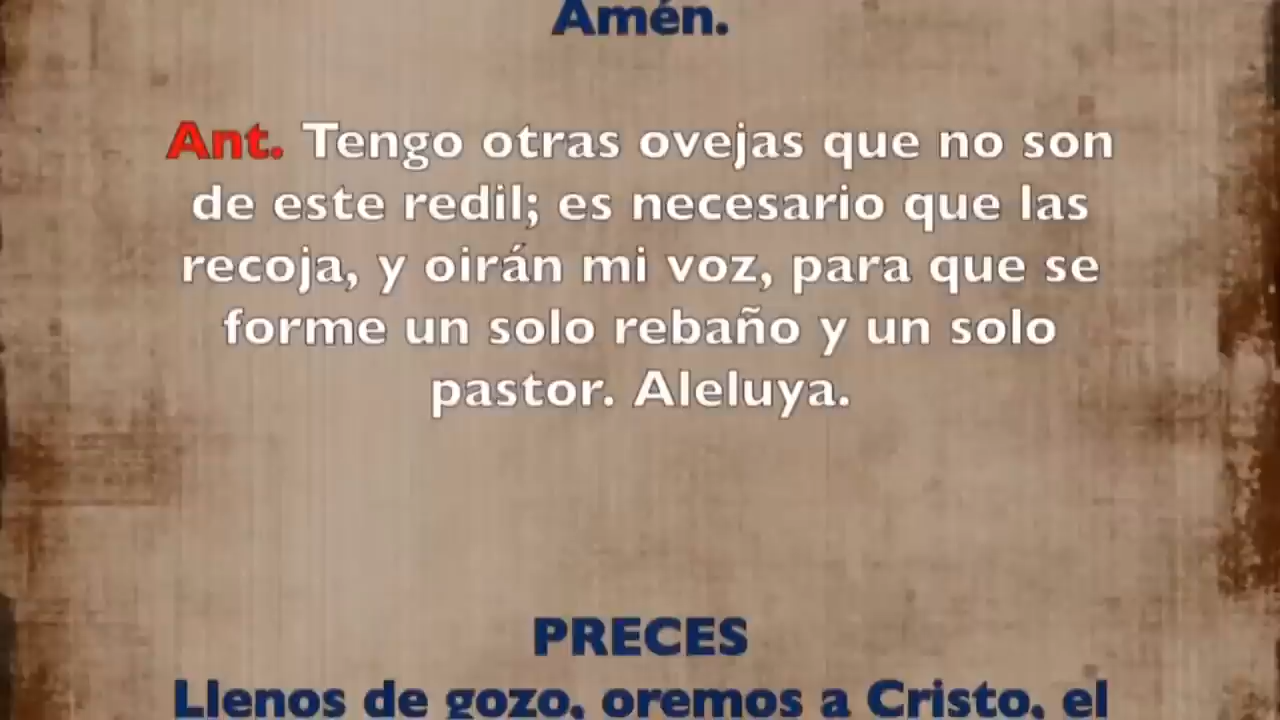 Amén.
Ant. Tengo otras ovejas que no son
de este redil; es necesario que las
recoja, y oirán mi voz, para que se
forme un solo rebaño y un solo
pastor. Aleluya.
PRECES
Llenos de gozo, oremos a Cristo, el